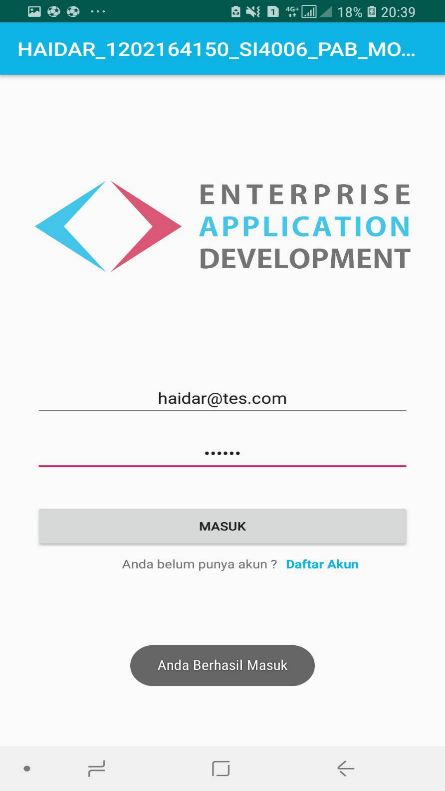 4G+ 18% 20:39
HAIDAR_1202164150_SI4006_PAB_MO...
ENTERPRISE
APPLICATION
DEVELOPMENT
haidar@tes.com
••••••
MASUK
Anda belum punya akun ? Daftar Akun
Anda Berhasil Masuk